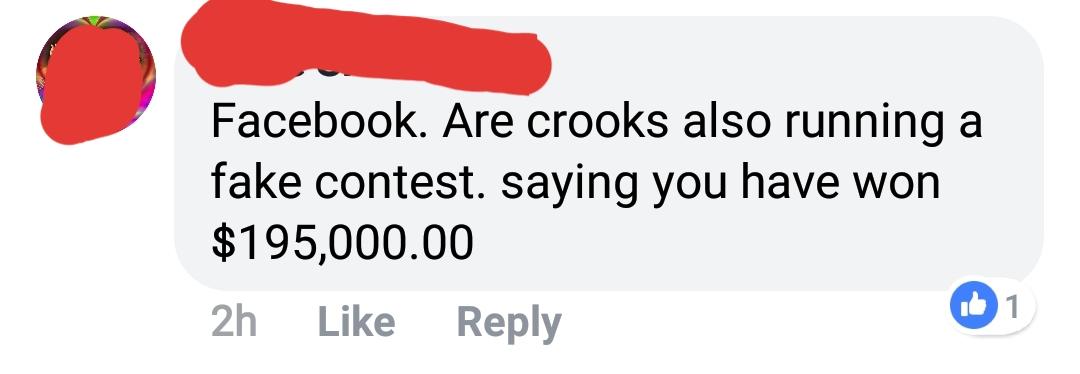 Facebook. Are crooks also running a
fake contest. saying you have won
$195,000.00
2h Like Reply
1